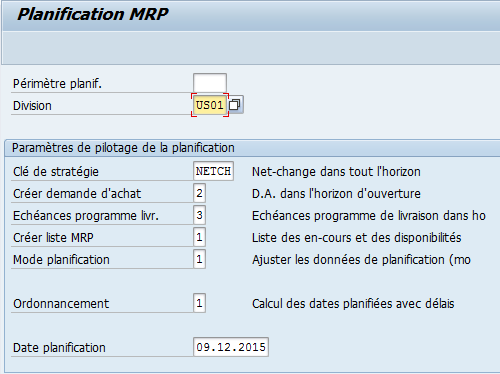 Planification MRP
Périmètre planif.
Division US01
Paramètres de pilotage de la planification
Clé de stratégie NETCH Net-change dans tout l'horizon
Créer demande d'achat 2 D.A. dans l'horizon d'ouverture
Echéances programme livr. 3 Echéances programme de livraison dans ho
Créer liste MRP 1 Liste des en-cours et des disponibilités
Mode planification 1 Ajuster les données de planification (mo
Ordonnancement 1 Calcul des dates planifiées avec délais
Date planification 09.12.2015